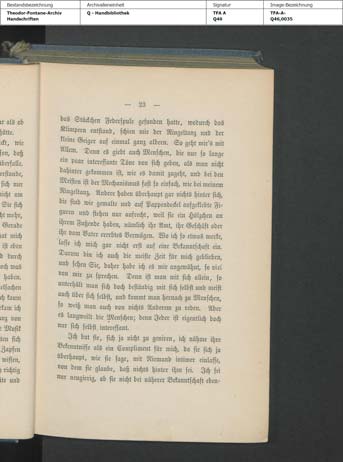 Bestandsbezeichnung
Theodor-Fontane-Archiv
Handschriften
Archivalieneinheit
Q – Handbibliothek
Signatur
TFA A
Q46
Image-Bezeichnung
TFA-A-
Q46,0035
— 23 —
das Stückchen Federspule gefunden hatte, wodurch das
Klimpern entstand, schien mir der Ringeltanz und der
kleine Geiger auf einmal ganz albern. So geht mir's mit
Allem. Denn es giebt auch Menschen, die nur so lange
ein paar interessante Töne von sich geben, als man nicht
dahinter gekommen ist, wie es damit zugeht, und bei den
Meisten ist der Mechanismus fast so einfach, wie bei meinem
Ringeltanz. Andere haben überhaupt gar nichts hinter sich,
die sind wie gemalte und auf Pappendeckel aufgeklebte Fi-
guren und stehen nur aufrecht, weil sie ein Hölzchen an
ihrem Fußende haben, nämlich ihr Amt, ihr Geschäft oder
ihr vom Vater ererbtes Vermögen. Wo ich so etwas merke,
lasse ich mich gar nicht erst auf eine Bekanntschaft ein.
Darum bin ich auch die meiste Zeit für mich geblieben,
und sehen Sie, daher habe ich es mir angewöhnt, so viel
von mir zu sprechen. Denn ist man mit sich allein, so
unterhält man sich doch beständig mit sich selbst und meist
auch über sich selbst, und kommt man hernach zu Menschen,
so weiß man auch von nichts Anderem zu reden. Aber
es langweilt die Menschen; denn Jeder ist eigentlich doch
nur sich selbst interessant.
Ich bat sie, sich ja nicht zu geniren, ich nähme ihre
Bekenntnisse als ein Compliment für mich, da sie sich ja
überhaupt, wie sie sage, mit Niemand intimer einlasse,
von dem sie glaube, daß nichts hinter ihm sei. Ich sei
nur neugierig, ob sie nicht bei näherer Bekanntschaft eben-